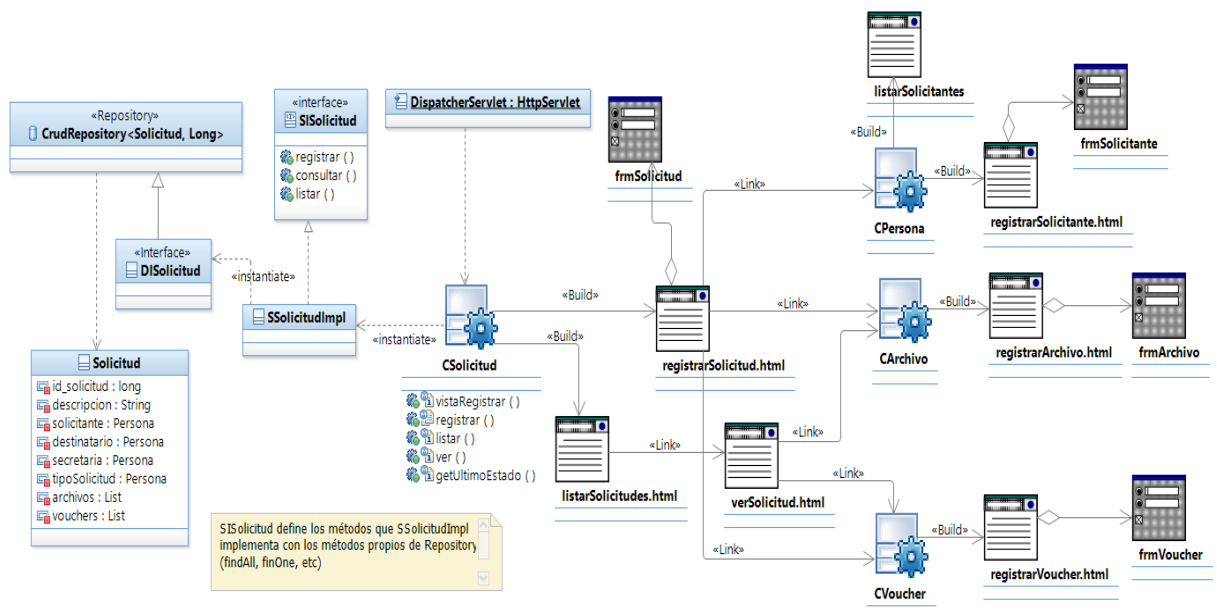 «Repository»
CrudRepository<Solicitud, Long>
«interface»
SISolicitud
registrar ( )
consultar ( )
listar ( )
DispatcherServlet : HttpServlet
frmSolicitud
listarSolicitantes
«Build»
frmSolicitante
«Link»
CPersona
«Build»
registrarSolicitante.html
«Interface»
DISolicitud
«instantiate»
SSolicitudImpl
«instantiate»
CSolicitud
vistaRegistrar ( )
registrar ( )
listar ( )
ver ( )
getUltimoEstado ( )
«Build»
«Build»
registrarSolicitud.html
«Link»
CArchivo
«Build»
registrarArchivo.html
frmArchivo
Solicitud
id_solicitud : long
descripcion : String
solicitante : Persona
destinatario : Persona
secretaria : Persona
tipoSolicitud : Persona
archivos : List
vouchers : List
listarSolicitudes.html
«Link»
verSolicitud.html
«Link»
«Link»
«Link»
CVoucher
«Build»
registrarVoucher.html
frmVoucher
SISolicitud define los métodos que SSolicitudImpl
implementa con los métodos propios de Repository
(findAll, finOne, etc)